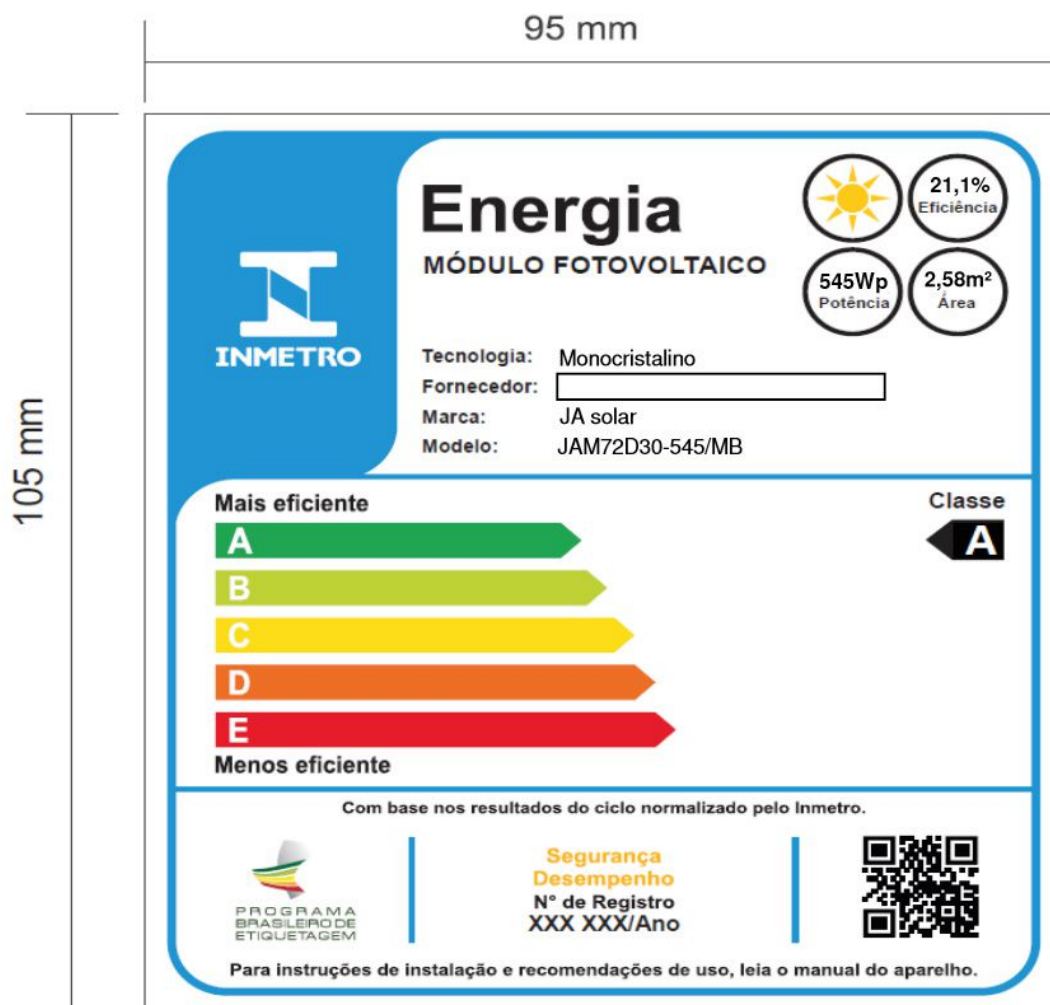 95 mm
105 mm
Energia
MÓDULO FOTOVOLTAICO
21,1%
Eficiência
545Wp
Potência
2,58m²
Área
INMETRO
Tecnologia: Monocristalino
Fornecedor:
Marca: JA solar
Modelo: JAM72D30-545/MB
Mais eficiente
Classe
A
A
B
C
D
E
Menos eficiente
Com base nos resultados do ciclo normalizado pelo Inmetro.
PROGRAMA
BRASILEIRO DE
ETIQUETAGEM
Segurança
Desempenho
N° de Registro
XXX XXX/Ano
Para instruções de instalação e recomendações de uso, leia o manual do aparelho.